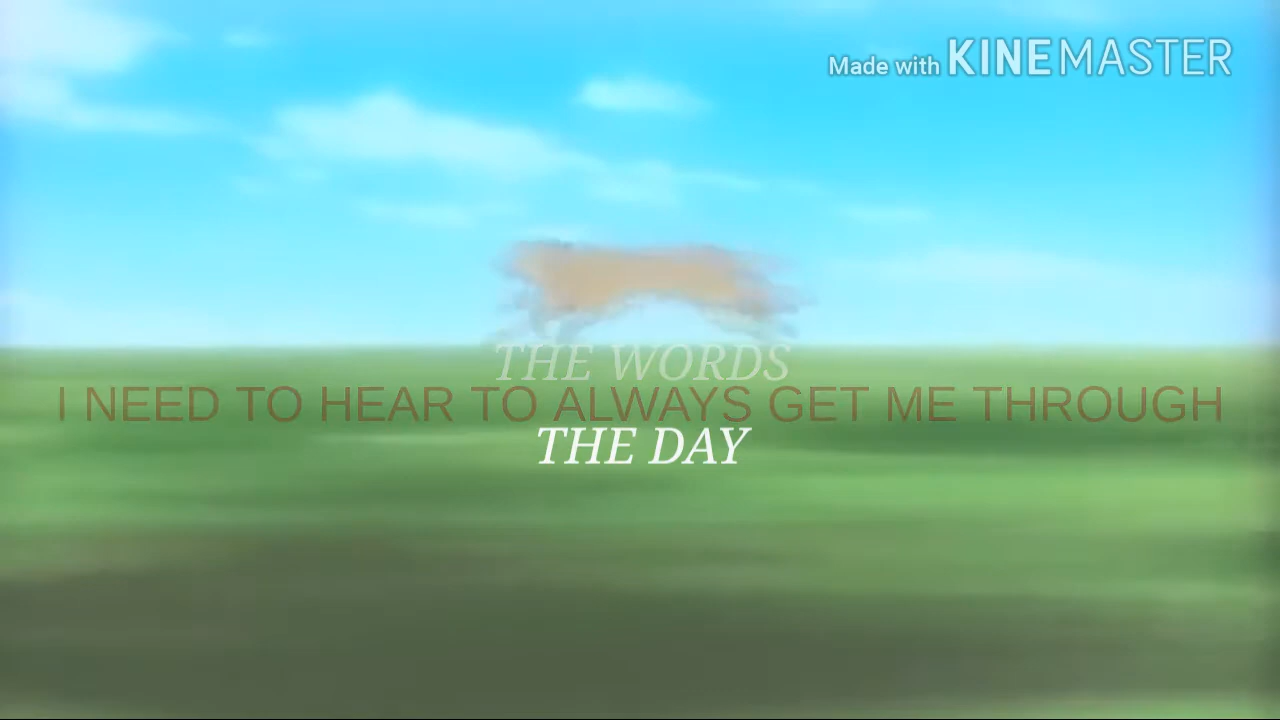 Made with KINEMASTER
THE WORDS
I NEED TO HEAR TO ALWAYS GET ME THROUGH
THE DAY